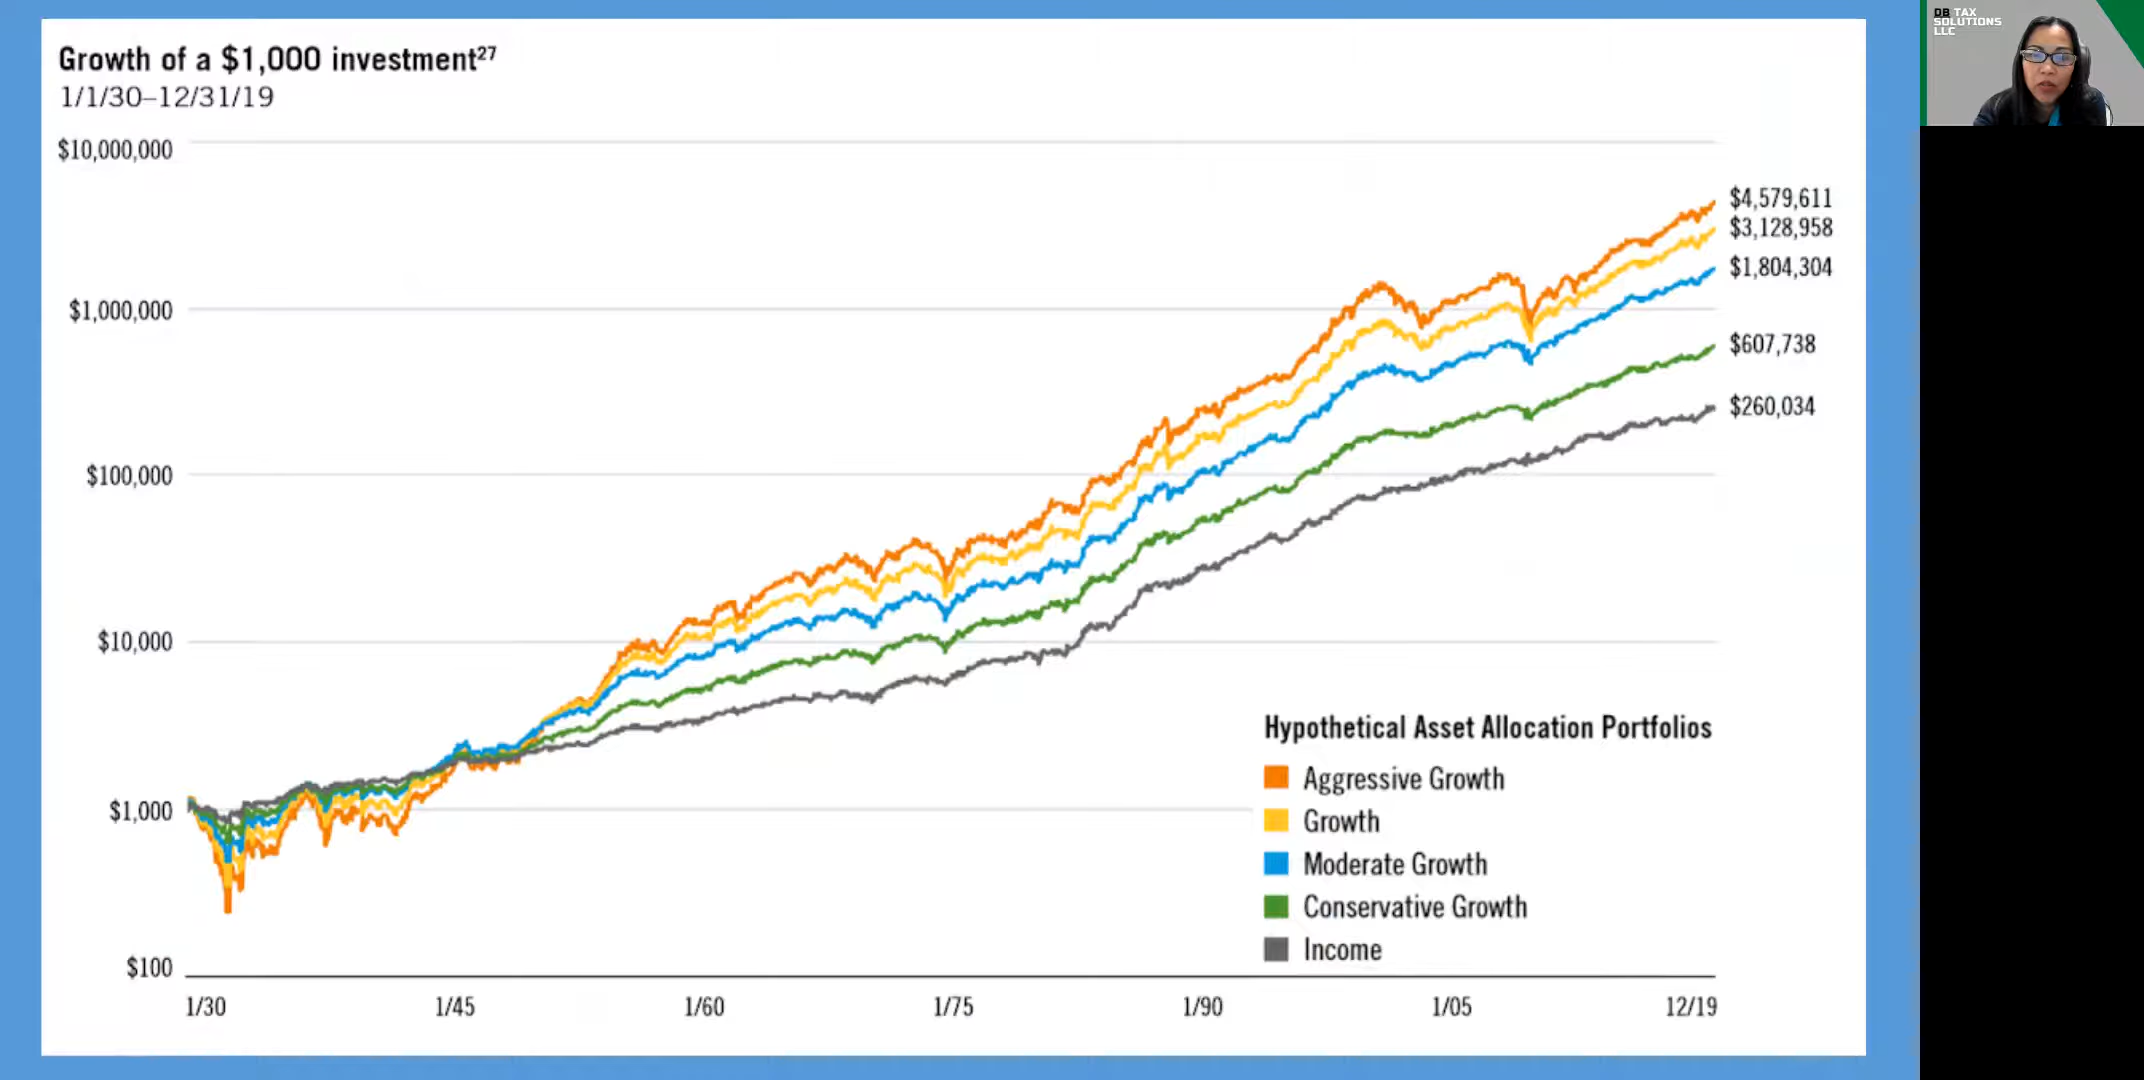 Growth of a $1,000 investment27
1/1/30–12/31/19
$10,000,000
$1,000,000
$100,000
$10,000
$1,000
$100
$4,579,611
$3,128,958
$1,804,304
$607,738
$260,034
Hypothetical Asset Allocation Portfolios
Aggressive Growth
Growth
Moderate Growth
Conservative Growth
Income
1/30 1/45 1/60 1/75 1/90 1/05 12/19
DB TAX
SOLUTIONS
LLC